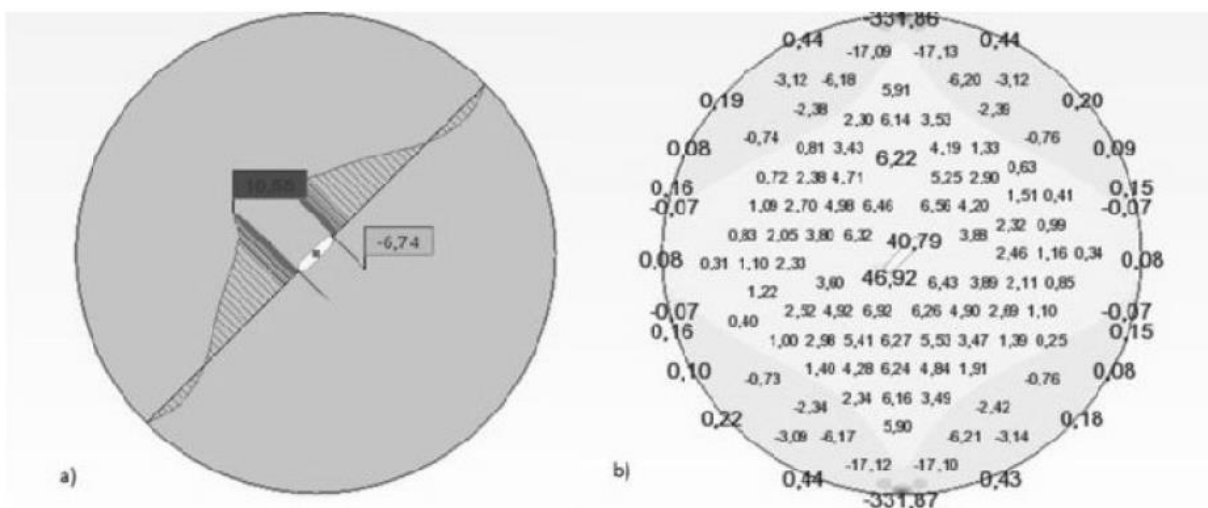 10,55
-6,74
a)
-331,86
0,44 0,44
-17,09 -17,13
-3,12 -6,18 -6,20 -3,12
5,91
0,19 0,20
-2,38 -2,39
2,30 6,14 3,53
-0,74 -0,76
0,08 0,81 3,43 4,19 1,33 0,09
6,22
0,63
0,72 2,38 4,71 5,25 2,90
0,16 0,15
1,51 0,41
-0,07 1,09 2,70 4,98 6,46 6,56 4,20 -0,07
2,32 0,99
0,83 2,05 3,80 6,32 3,88
40,79
2,46 1,16 0,34
0,08 0,31 1,10 2,33 0,08
46,92
3,60 6,43 3,89 2,11 0,85
1,22
-0,07 2,52 4,92 6,92 6,26 4,90 2,69 1,10 -0,07
0,40
0,16 0,15
1,00 2,98 5,41 6,27 5,53 3,47 1,39 0,25
0,10 1,40 4,28 6,24 4,84 1,91 0,08
-0,73 -0,76
2,34 6,16 3,49
-2,34 -2,42
0,22 0,18
5,90
-3,09 -6,17 -6,21 -3,14
-17,12 -17,10
b)
0,44 0,43
-331,87